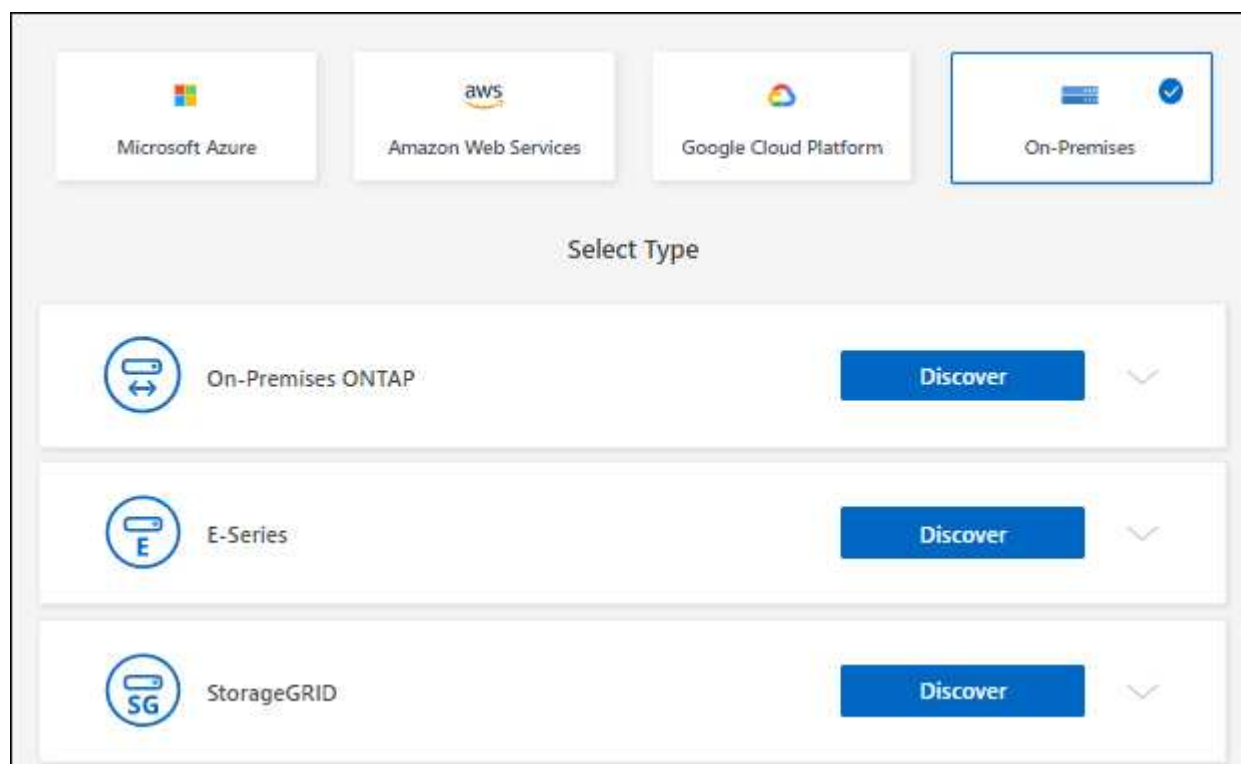 aws
Microsoft Azure
Amazon Web Services
Google Cloud Platform
On-Premises
Select Type
On-Premises ONTAP
Discover
E
E-Series
Discover
SG
StorageGRID
Discover